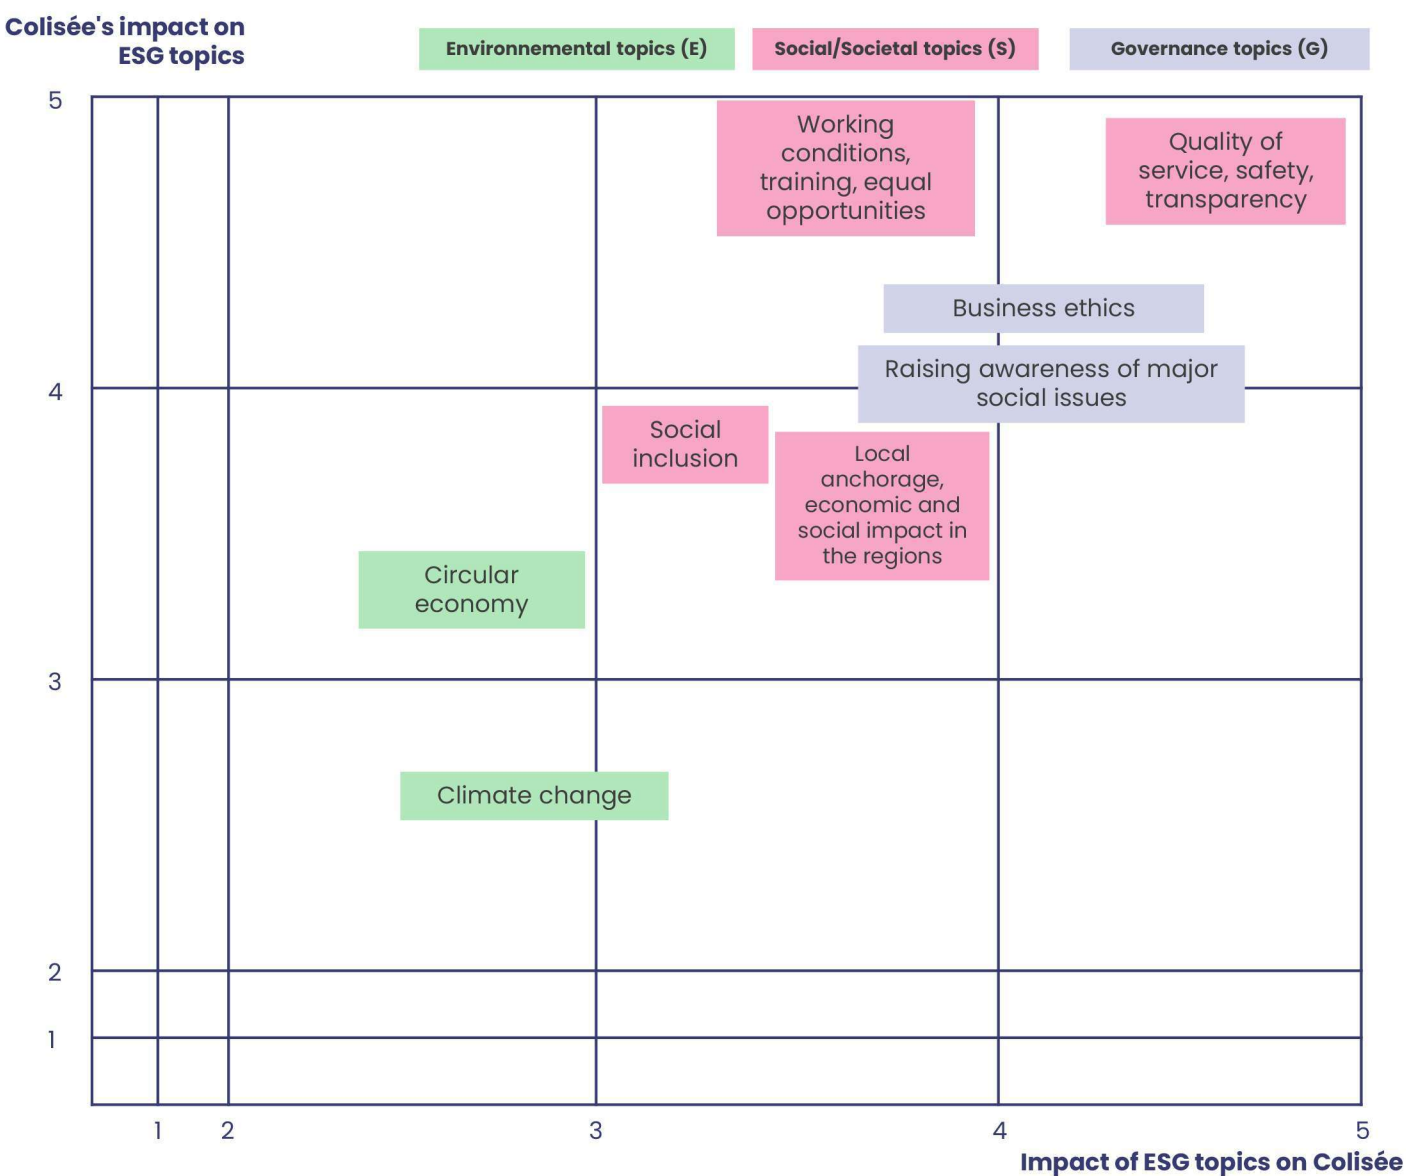 Colisée's impact on
ESG topics
Environnemental topics (E)
Social/Societal topics (S)
Governance topics (G)
5
Working
conditions,
training, equal
opportunities
Quality of
service, safety,
transparency
Business ethics
Raising awareness of major
social issues
4
Social
inclusion
Local
anchorage,
economic and
social impact in
the regions
Circular
economy
3
Climate change
2
1
1
2
3
4
5
Impact of ESG topics on Colisée